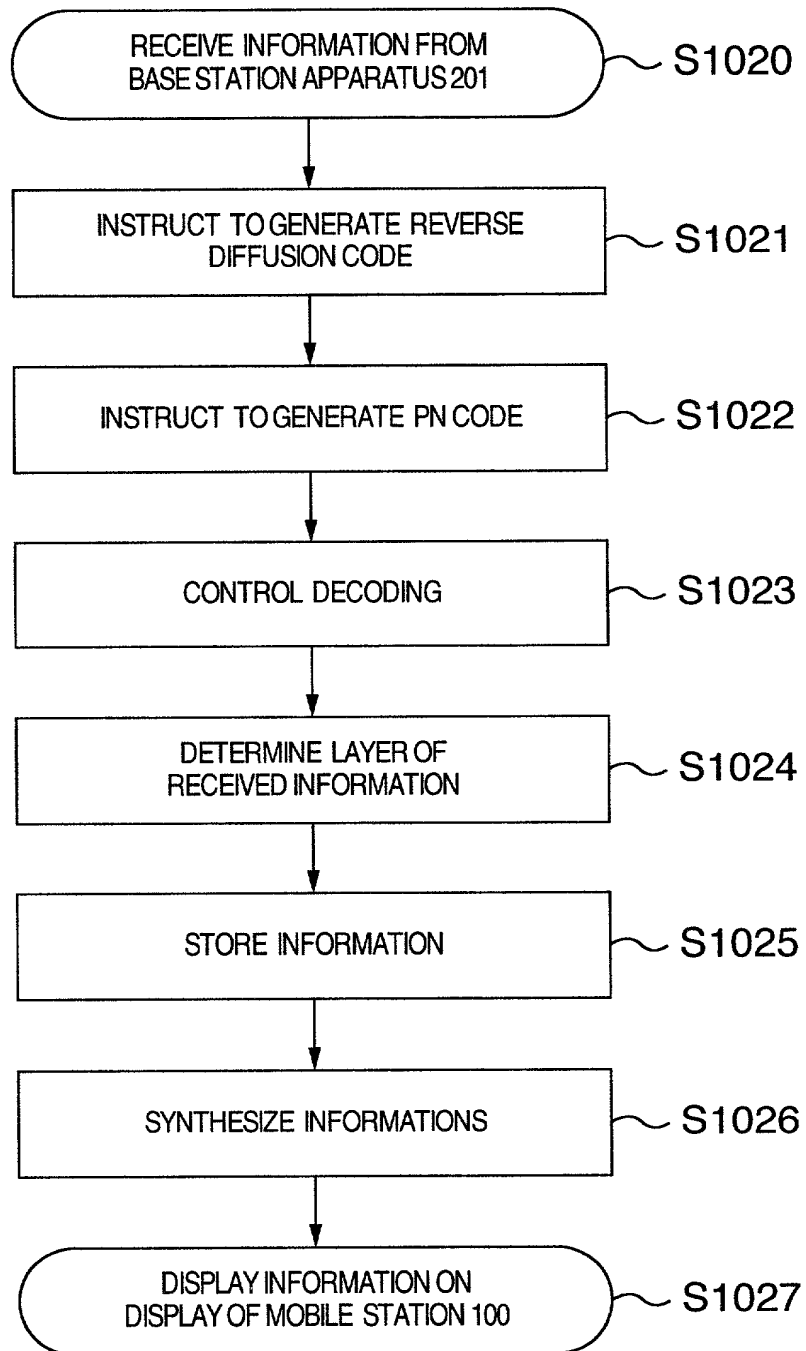 RECEIVE INFORMATION FROM
BASE STATION APPARATUS 201
S1020
INSTRUCT TO GENERATE REVERSE
DIFFUSION CODE
S1021
INSTRUCT TO GENERATE PN CODE
S1022
CONTROL DECODING
S1023
DETERMINE LAYER OF
RECEIVED INFORMATION
S1024
STORE INFORMATION
S1025
SYNTHESIZE INFORMATIONS
S1026
DISPLAY INFORMATION ON
DISPLAY OF MOBILE STATION 100
S1027